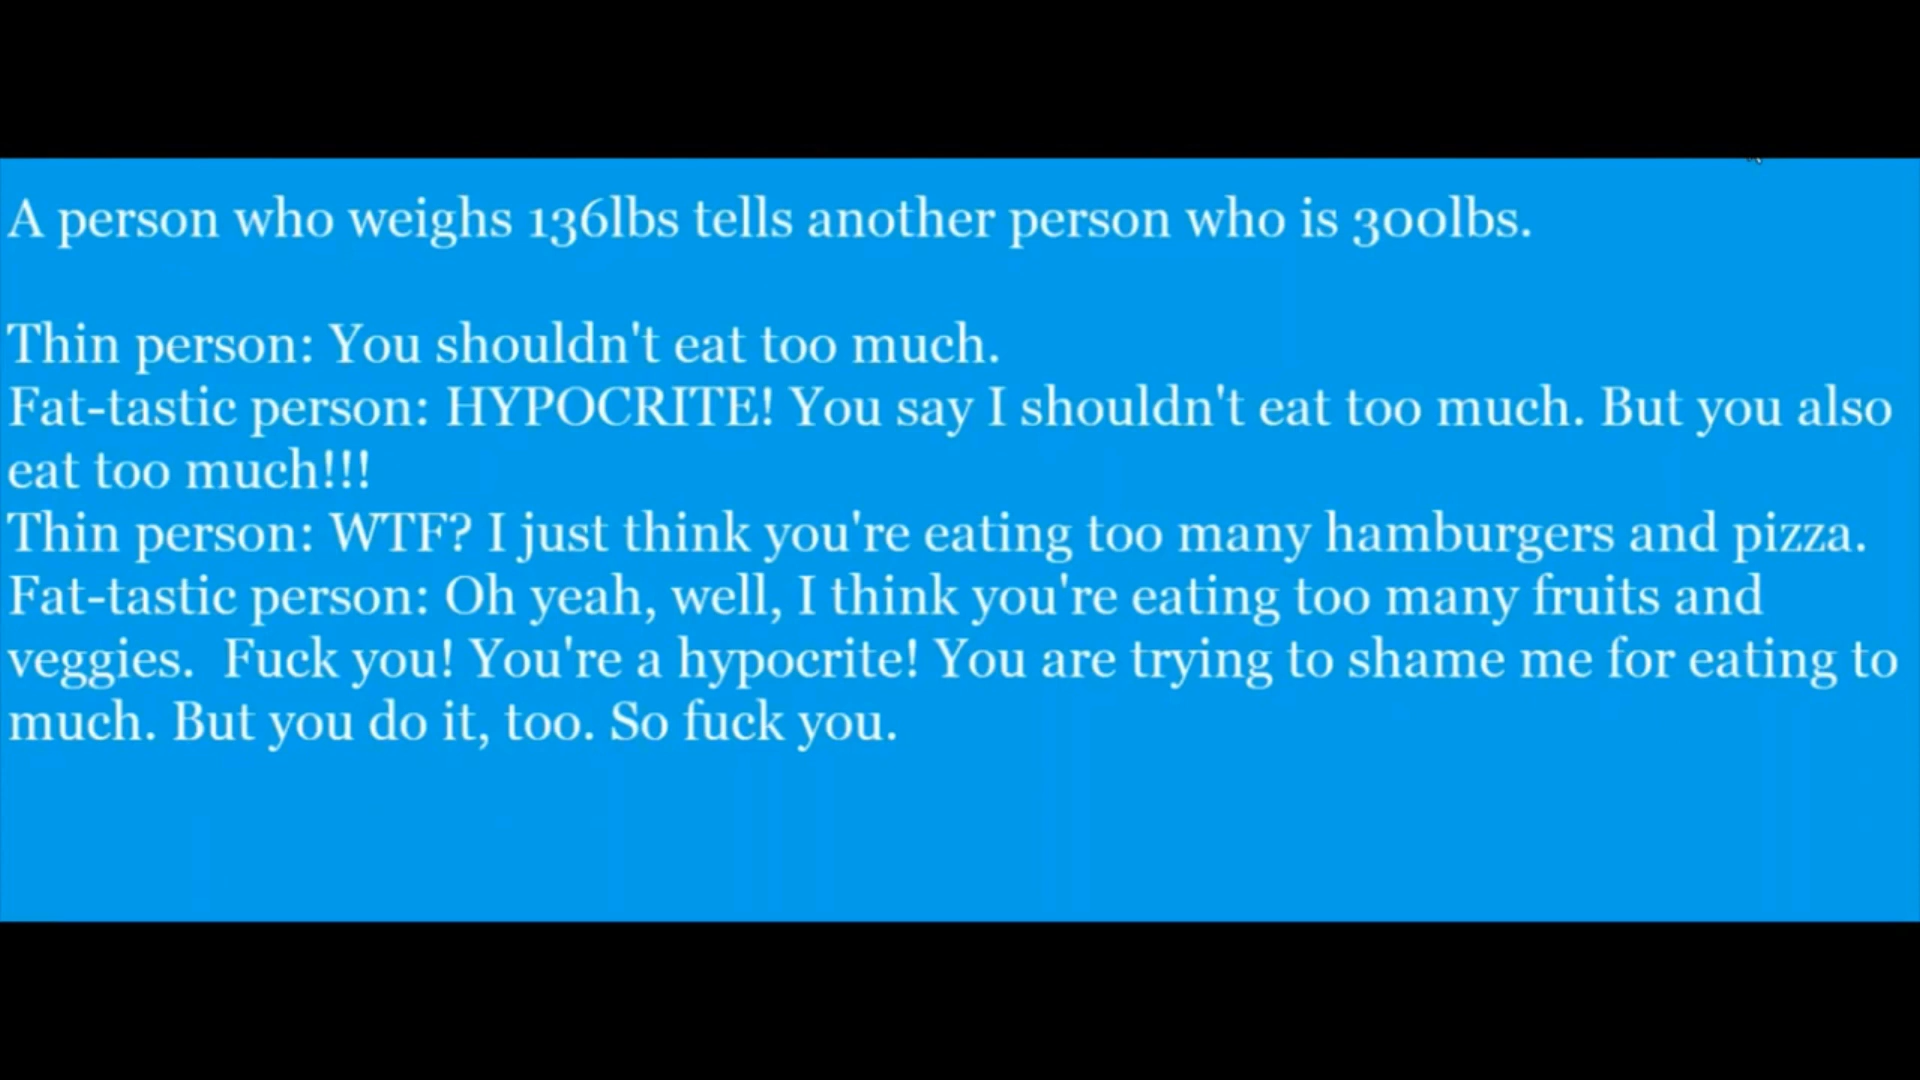 A person who weighs 136lbs tells another person who is 300lbs.
Thin person: You shouldn't eat too much.
Fat-tastic person: HYPOCRITE! You say I shouldn't eat too much. But you also
eat too much!!!
Thin person: WTF? I just think you're eating too many hamburgers and pizza.
Fat-tastic person: Oh yeah, well, I think you're eating too many fruits and
veggies.  Fuck you! You're a hypocrite! You are trying to shame me for eating to
much. But you do it, too. So fuck you.